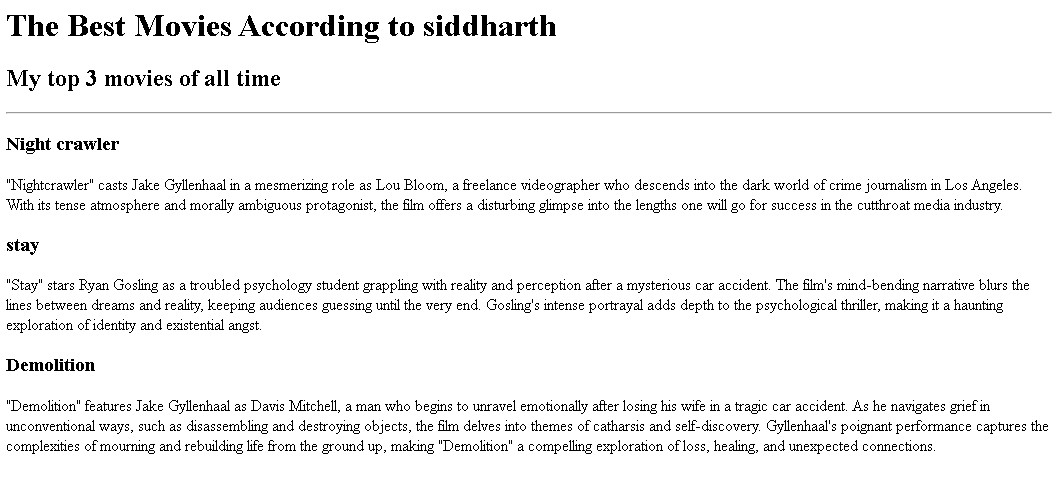 The Best Movies According to siddharth
My top 3 movies of all time
Night crawler
"Nightcrawler" casts Jake Gyllenhaal in a mesmerizing role as Lou Bloom, a freelance videographer who descends into the dark world of crime journalism in Los Angeles.
With its tense atmosphere and morally ambiguous protagonist, the film offers a disturbing glimpse into the lengths one will go for success in the cutthroat media industry.
stay
"Stay" stars Ryan Gosling as a troubled psychology student grappling with reality and perception after a mysterious car accident. The film's mind-bending narrative blurs the
lines between dreams and reality, keeping audiences guessing until the very end. Gosling's intense portrayal adds depth to the psychological thriller, making it a haunting
exploration of identity and existential angst.
Demolition
"Demolition" features Jake Gyllenhaal as Davis Mitchell, a man who begins to unravel emotionally after losing his wife in a tragic car accident. As he navigates grief in
unconventional ways, such as disassembling and destroying objects, the film delves into themes of catharsis and self-discovery. Gyllenhaal's poignant performance captures the
complexities of mourning and rebuilding life from the ground up, making "Demolition" a compelling exploration of loss, healing, and unexpected connections.